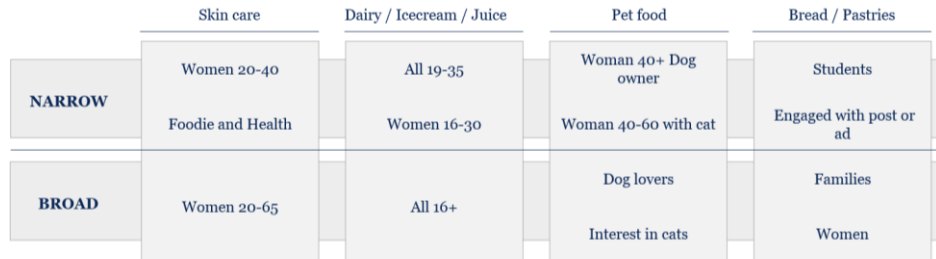 Skin care
Dairy / Icecream / Juice
Pet food
Bread / Pastries
NARROW
Women 20-40
All 19-35
Woman 40+ Dog
owner
Students
Foodie and Health
Women 16-30
Woman 40-60 with cat
Engaged with post or
ad
BROAD
Women 20-65
All 16+
Dog lovers
Families
Interest in cats
Women